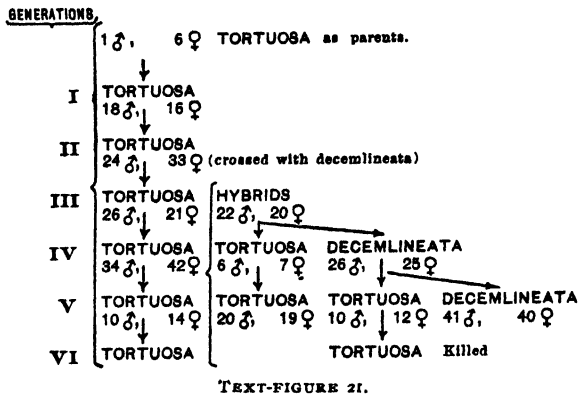 GENERATIONS
1♂, 6♀ TORTUOSA as parents.
I TORTUOSA
18♂, 16♀
II TORTUOSA
24♂, 33♀ (crossed with decemlineata)
III TORTUOSA HYBRIDS
26♂, 21♀ 22♂, 20♀
IV TORTUOSA TORTUOSA DECEMLINEATA
34♂, 42♀ 6♂, 7♀ 26♂, 25♀
V TORTUOSA TORTUOSA TORTUOSA DECEMLINEATA
10♂, 14♀ 20♂, 19♀ 10♂, 12♀ 41♂, 40♀
VI TORTUOSA TORTUOSA Killed
TEXT-FIGURE 21.